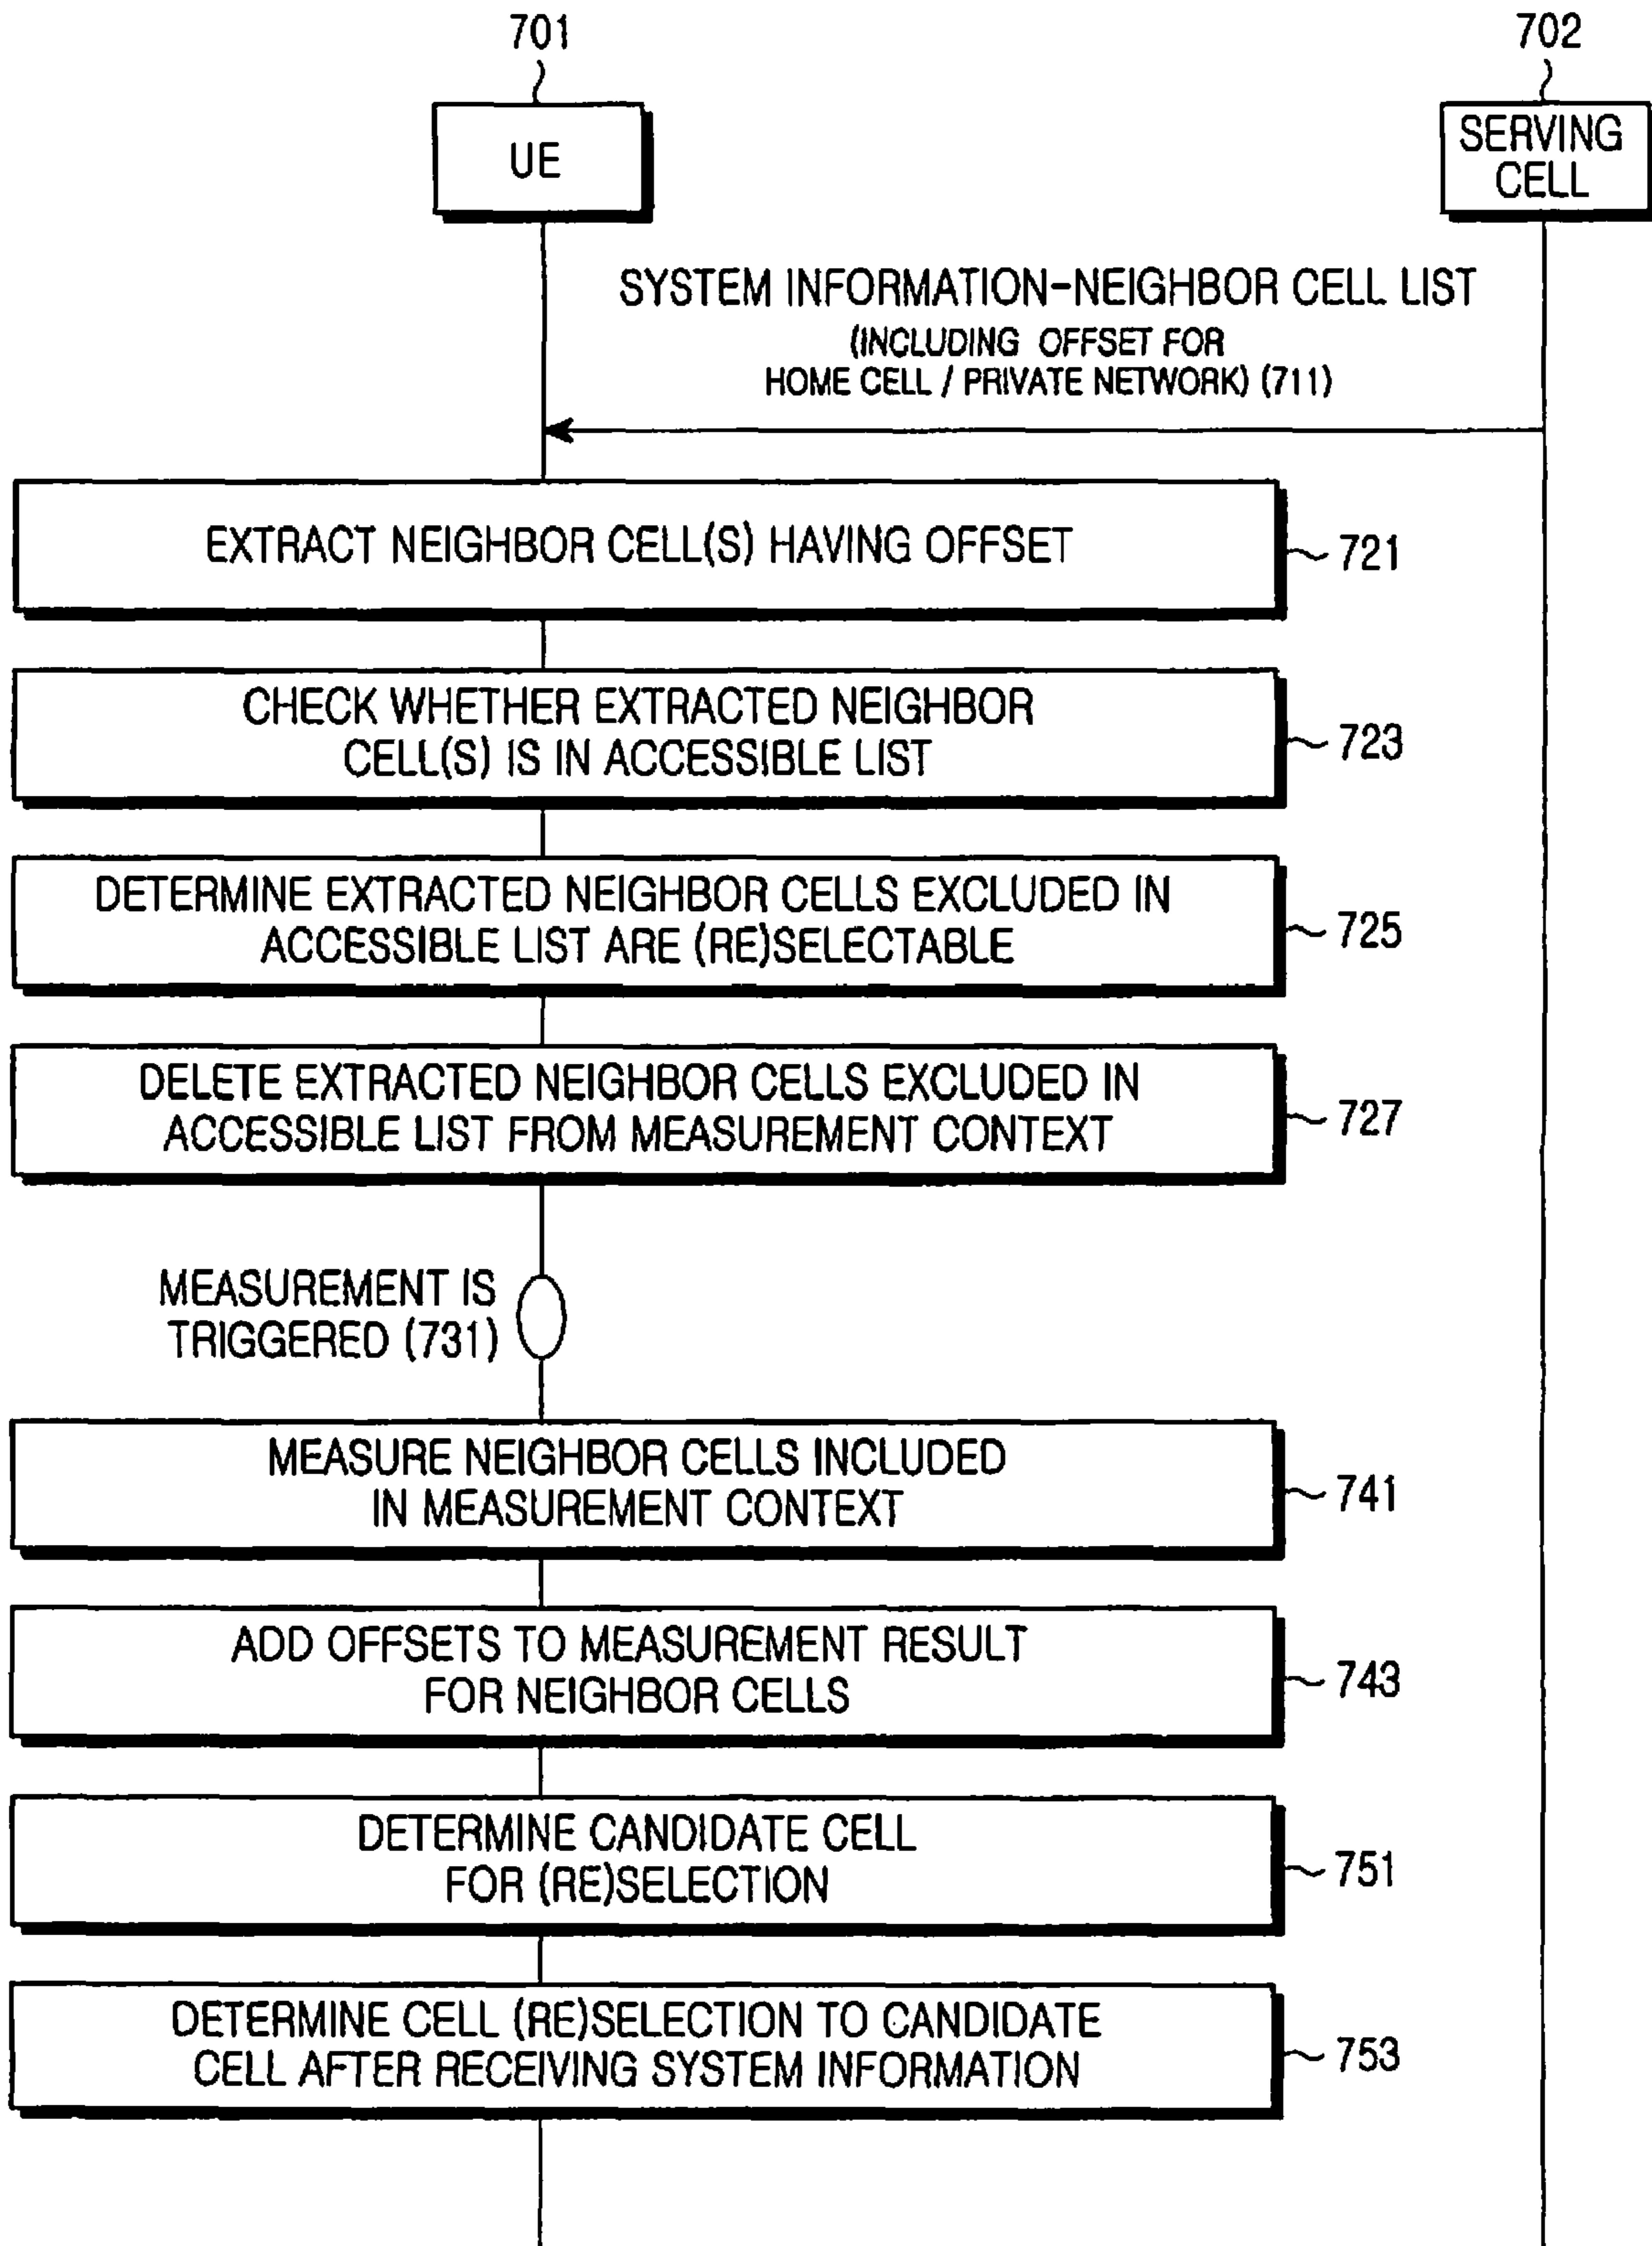 701
702
UE
SERVING
CELL
SYSTEM INFORMATION-NEIGHBOR CELL LIST
(INCLUDING OFFSET FOR
HOME CELL / PRIVATE NETWORK) (711)
EXTRACT NEIGHBOR CELL(S) HAVING OFFSET
721
CHECK WHETHER EXTRACTED NEIGHBOR
CELL(S) IS IN ACCESSIBLE LIST
723
DETERMINE EXTRACTED NEIGHBOR CELLS EXCLUDED IN
ACCESSIBLE LIST ARE (RE)SELECTABLE
725
DELETE EXTRACTED NEIGHBOR CELLS EXCLUDED IN
ACCESSIBLE LIST FROM MEASUREMENT CONTEXT
727
MEASUREMENT IS
TRIGGERED (731)
MEASURE NEIGHBOR CELLS INCLUDED
IN MEASUREMENT CONTEXT
741
ADD OFFSETS TO MEASUREMENT RESULT
FOR NEIGHBOR CELLS
743
DETERMINE CANDIDATE CELL
FOR (RE)SELECTION
751
DETERMINE CELL (RE)SELECTION TO CANDIDATE
CELL AFTER RECEIVING SYSTEM INFORMATION
753